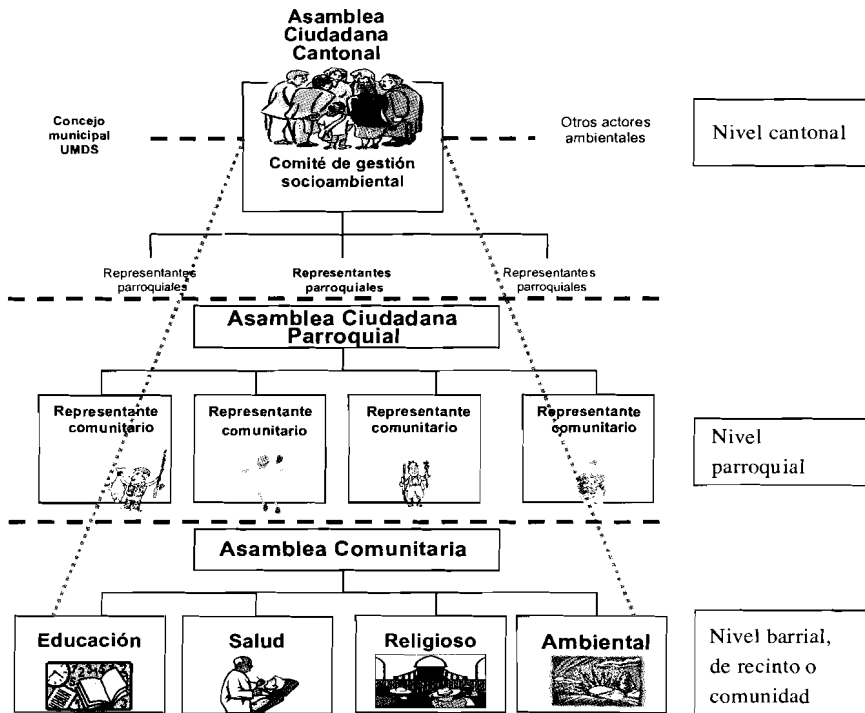 Asamblea
Ciudadana
Cantonal
Concejo
municipal
UMDS
Comité de gestión
socioambiental
Otros actores
ambientales
Nivel cantonal
Representantes
parroquiales
Representantes
parroquiales
Representantes
parroquiales
Asamblea Ciudadana
Parroquial
Representante
comunitario
Representante
comunitario
Representante
comunitario
Representante
comunitario
Nivel
parroquial
Asamblea Comunitaria
Educación
Salud
Religioso
Ambiental
Nivel barrial,
de recinto o
comunidad